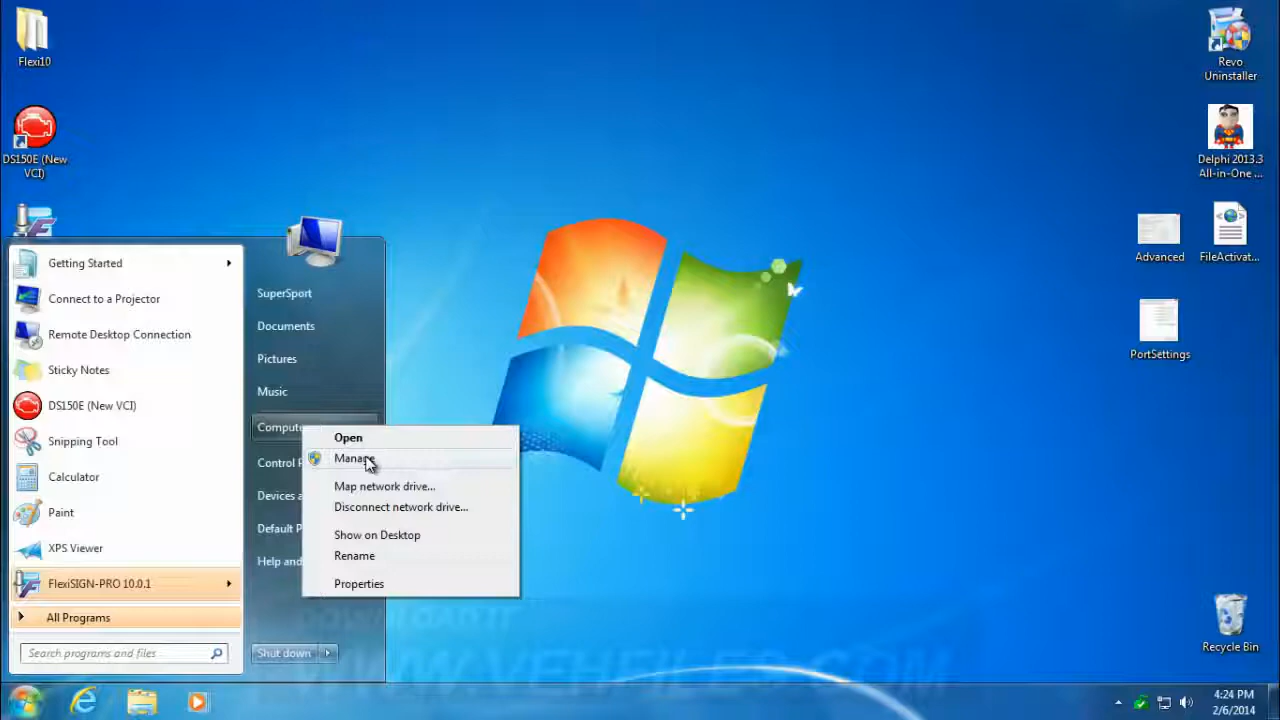 Flexi10
DS150E (New
VCI)
Revo
Uninstaller
Delphi 2013.3
All-in-One ...
Advanced
FileActivat...
PortSettings
Recycle Bin
Getting Started
Connect to a Projector
Remote Desktop Connection
Sticky Notes
DS150E (New VCI)
Snipping Tool
Calculator
Paint
XPS Viewer
FlexiSIGN-PRO 10.0.1
All Programs
Search programs and files
SuperSport
Documents
Pictures
Music
Compute
Control P
Devices a
Default P
Help and
Shut down
Open
Manage
Map network drive...
Disconnect network drive...
Show on Desktop
Rename
Properties
4:24 PM
2/6/2014